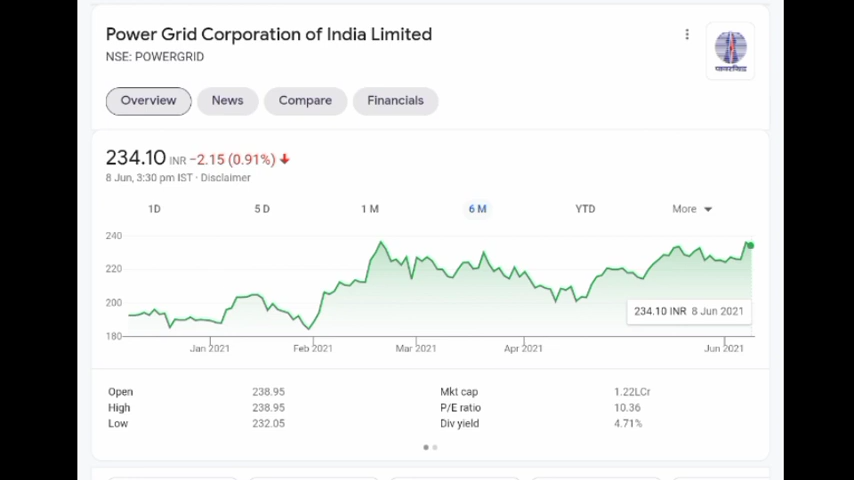 Power Grid Corporation of India Limited
NSE: POWERGRID
पावरग्रिड
Overview News Compare Financials
234.10 INR −2.15 (0.91%)
8 Jun, 3:30 pm IST · Disclaimer
1D 5 D 1 M 6 M YTD More
240
220
200
180
234.10 INR 8 Jun 2021
Jan 2021 Feb 2021 Mar 2021 Apr 2021 Jun 2021
Open 238.95 Mkt cap 1.22LCr
High 238.95 P/E ratio 10.36
Low 232.05 Div yield 4.71%